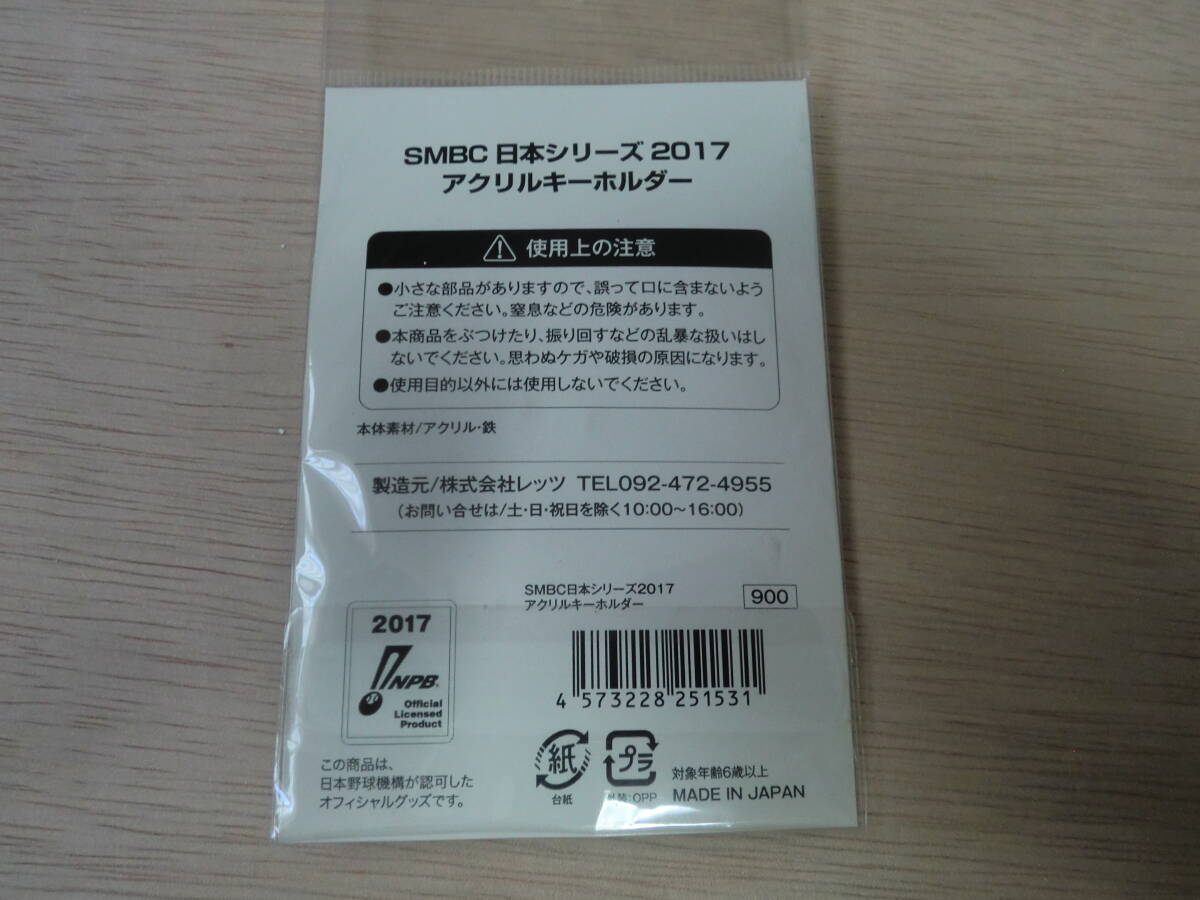 SMBC 日本シリーズ 2017
アクリルキーホルダー
使用上の注意
●小さな部品がありますので、誤って口に含まないよう
ご注意ください。窒息などの危険があります。
●本商品をぶつけたり、振り回すなどの乱暴な扱いはし
ないでください。思わぬケガや破損の原因になります。
●使用目的以外には使用しないでください。
本体素材/アクリル・鉄
製造元/株式会社レッツ TEL092-472-4955
(お問い合せは/土・日・祝日を除く10:00~16:00)
SMBC日本シリーズ2017
アクリルキーホルダー
900
2017
NPB
Official
Licensed
Product
4 573228 251531
この商品は、
日本野球機構が認可した
オフィシャルグッズです。
紙
台紙
プラ
外装:OPP
対象年齢6歳以上
MADE IN JAPAN